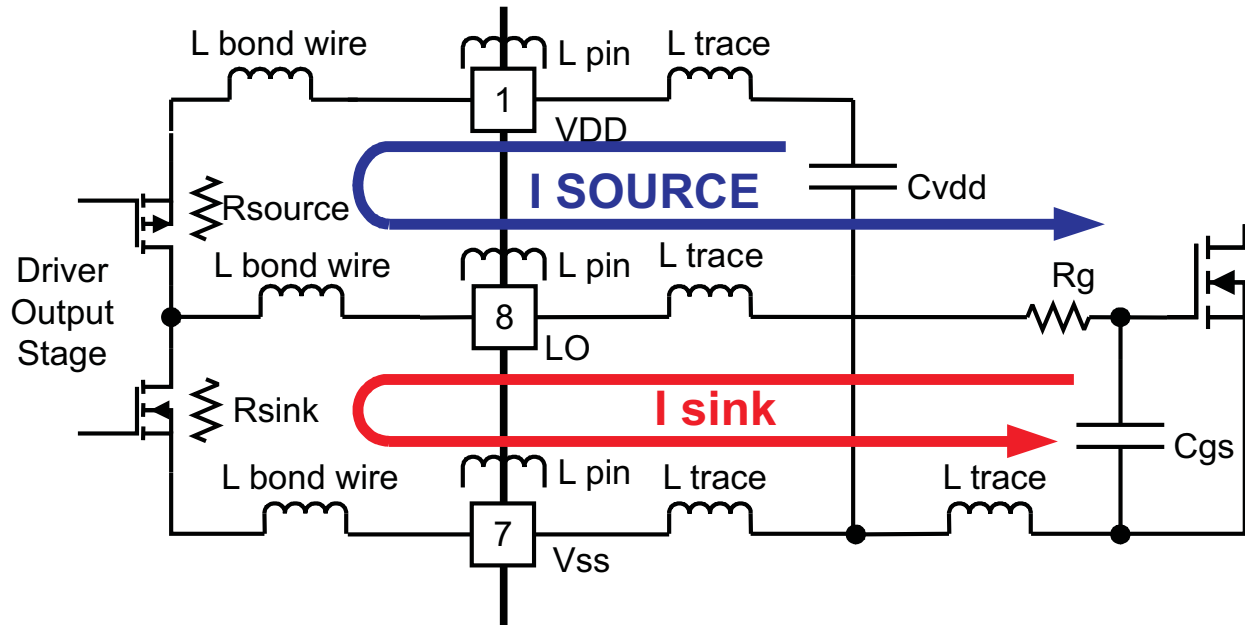 L bond wire
L pin
L trace
1
VDD
I SOURCE
Cvdd
Rsource
Driver
Output
Stage
L bond wire
L pin
L trace
Rg
8
LO
I sink
Rsink
Cgs
L bond wire
L pin
L trace
L trace
7
Vss